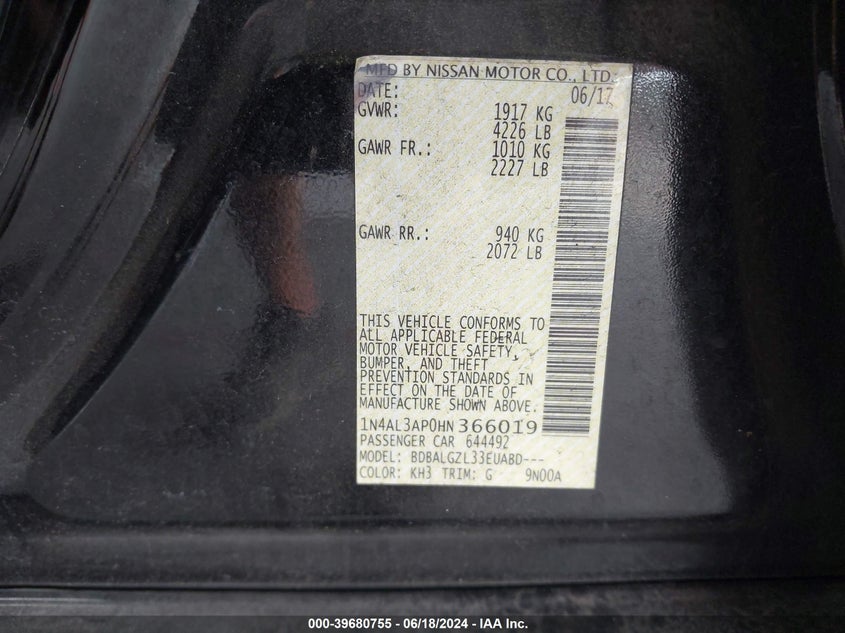 MFD BY NISSAN MOTOR CO., LTD.
DATE: 06/17
GVWR: 1917 KG
4226 LB
GAWR FR.: 1010 KG
2227 LB
GAWR RR.: 940 KG
2072 LB
THIS VEHICLE CONFORMS TO
ALL APPLICABLE FEDERAL
MOTOR VEHICLE SAFETY,
BUMPER, AND THEFT
PREVENTION STANDARDS IN
EFFECT ON THE DATE OF
MANUFACTURE SHOWN ABOVE.
1N4AL3AP0HN366019
PASSENGER CAR 644492
MODEL: BDBALGZL33EUABD---
COLOR: KH3 TRIM: G 9N00A
000-39680755 - 06/18/2024 - IAA Inc.